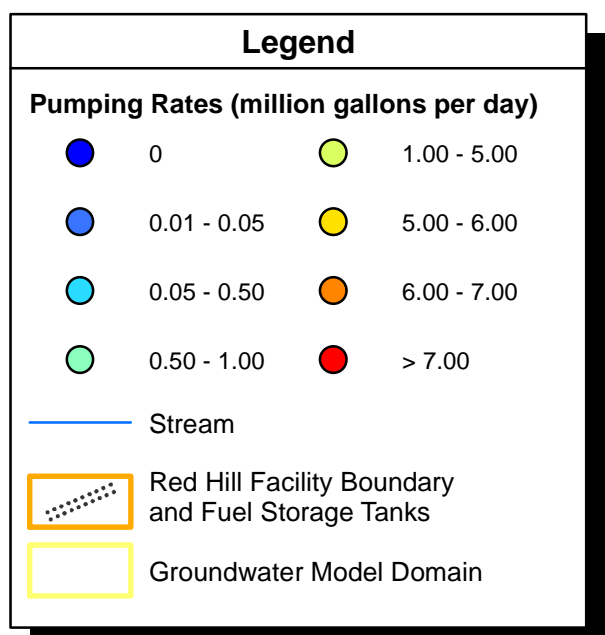 Legend
Pumping Rates (million gallons per day)
0
0.01 - 0.05
0.05 - 0.50
0.50 - 1.00
1.00 - 5.00
5.00 - 6.00
6.00 - 7.00
> 7.00
Stream
Red Hill Facility Boundary
and Fuel Storage Tanks
Groundwater Model Domain